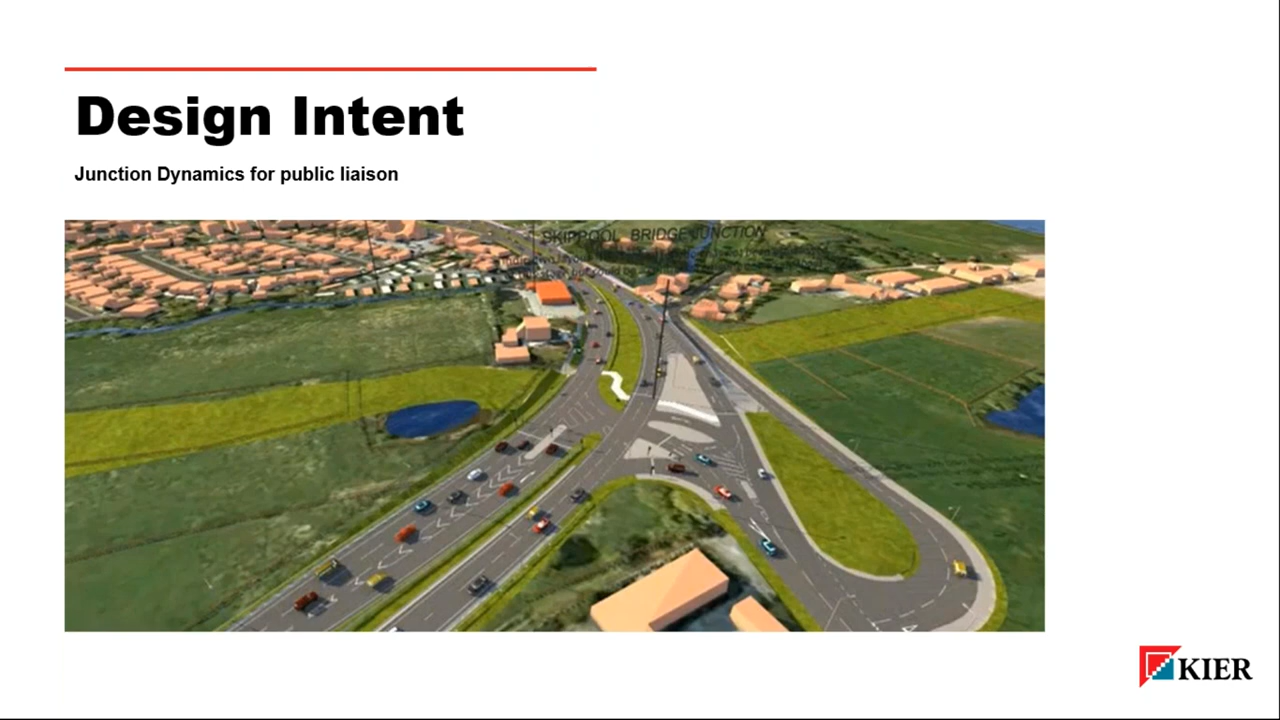 Design Intent
Junction Dynamics for public liaison
SKIPPOOL BRIDGE JUNCTION
KIER